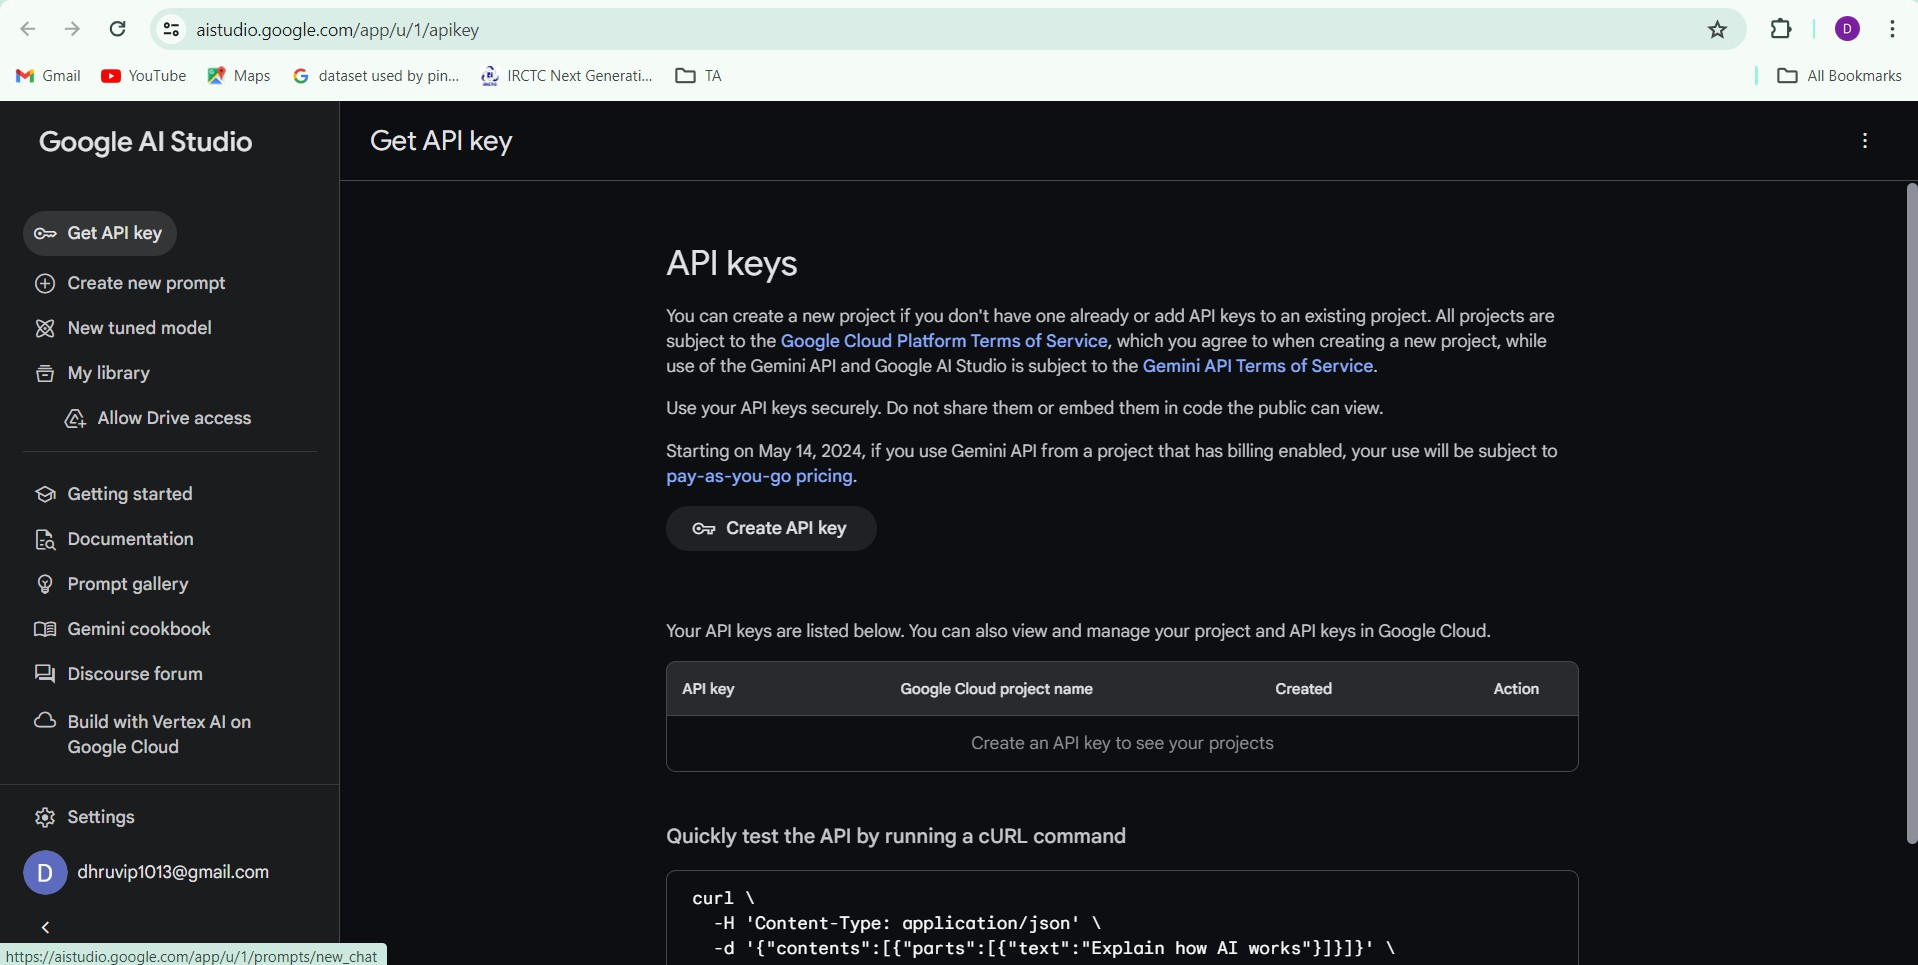 aistudio.google.com/app/u/1/apikey
D
Gmail
YouTube
Maps
dataset used by pin...
IRCTC Next Generati...
TA
All Bookmarks
Google AI Studio
Get API key
Create new prompt
New tuned model
My library
Allow Drive access
Getting started
Documentation
Prompt gallery
Gemini cookbook
Discourse forum
Build with Vertex AI on
Google Cloud
Settings
D
dhruvip1013@gmail.com
https://aistudio.google.com/app/u/1/prompts/new_chat
Get API key
API keys
You can create a new project if you don't have one already or add API keys to an existing project. All projects are
subject to the Google Cloud Platform Terms of Service, which you agree to when creating a new project, while
use of the Gemini API and Google AI Studio is subject to the Gemini API Terms of Service.
Use your API keys securely. Do not share them or embed them in code the public can view.
Starting on May 14, 2024, if you use Gemini API from a project that has billing enabled, your use will be subject to
pay-as-you-go pricing.
Create API key
Your API keys are listed below. You can also view and manage your project and API keys in Google Cloud.
API key Google Cloud project name Created Action
Create an API key to see your projects
Quickly test the API by running a cURL command
curl \
-H 'Content-Type: application/json' \
-d '{"contents":[{"parts":[{"text":"Explain how AI works"}]}]}' \